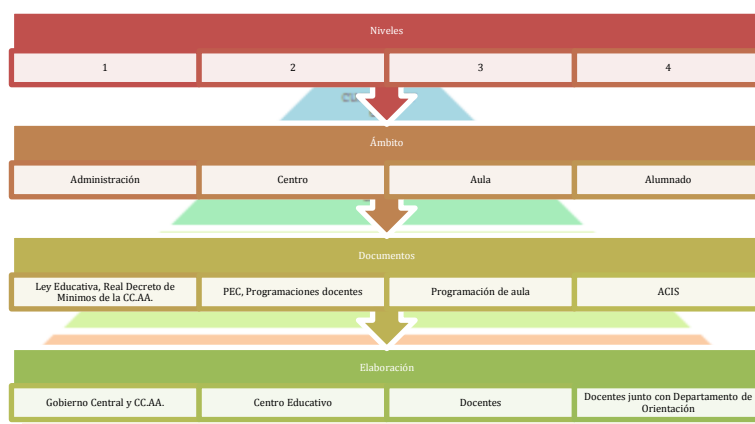 Niveles
1 2 3 4
Ámbito
Administración Centro Aula Alumnado
Documentos
Ley Educativa, Real Decreto de
Mínimos de la CC.AA.
PEC, Programaciones docentes
Programación de aula
ACIS
Elaboración
Gobierno Central y CC.AA.
Centro Educativo
Docentes
Docentes junto con Departamento de
Orientación